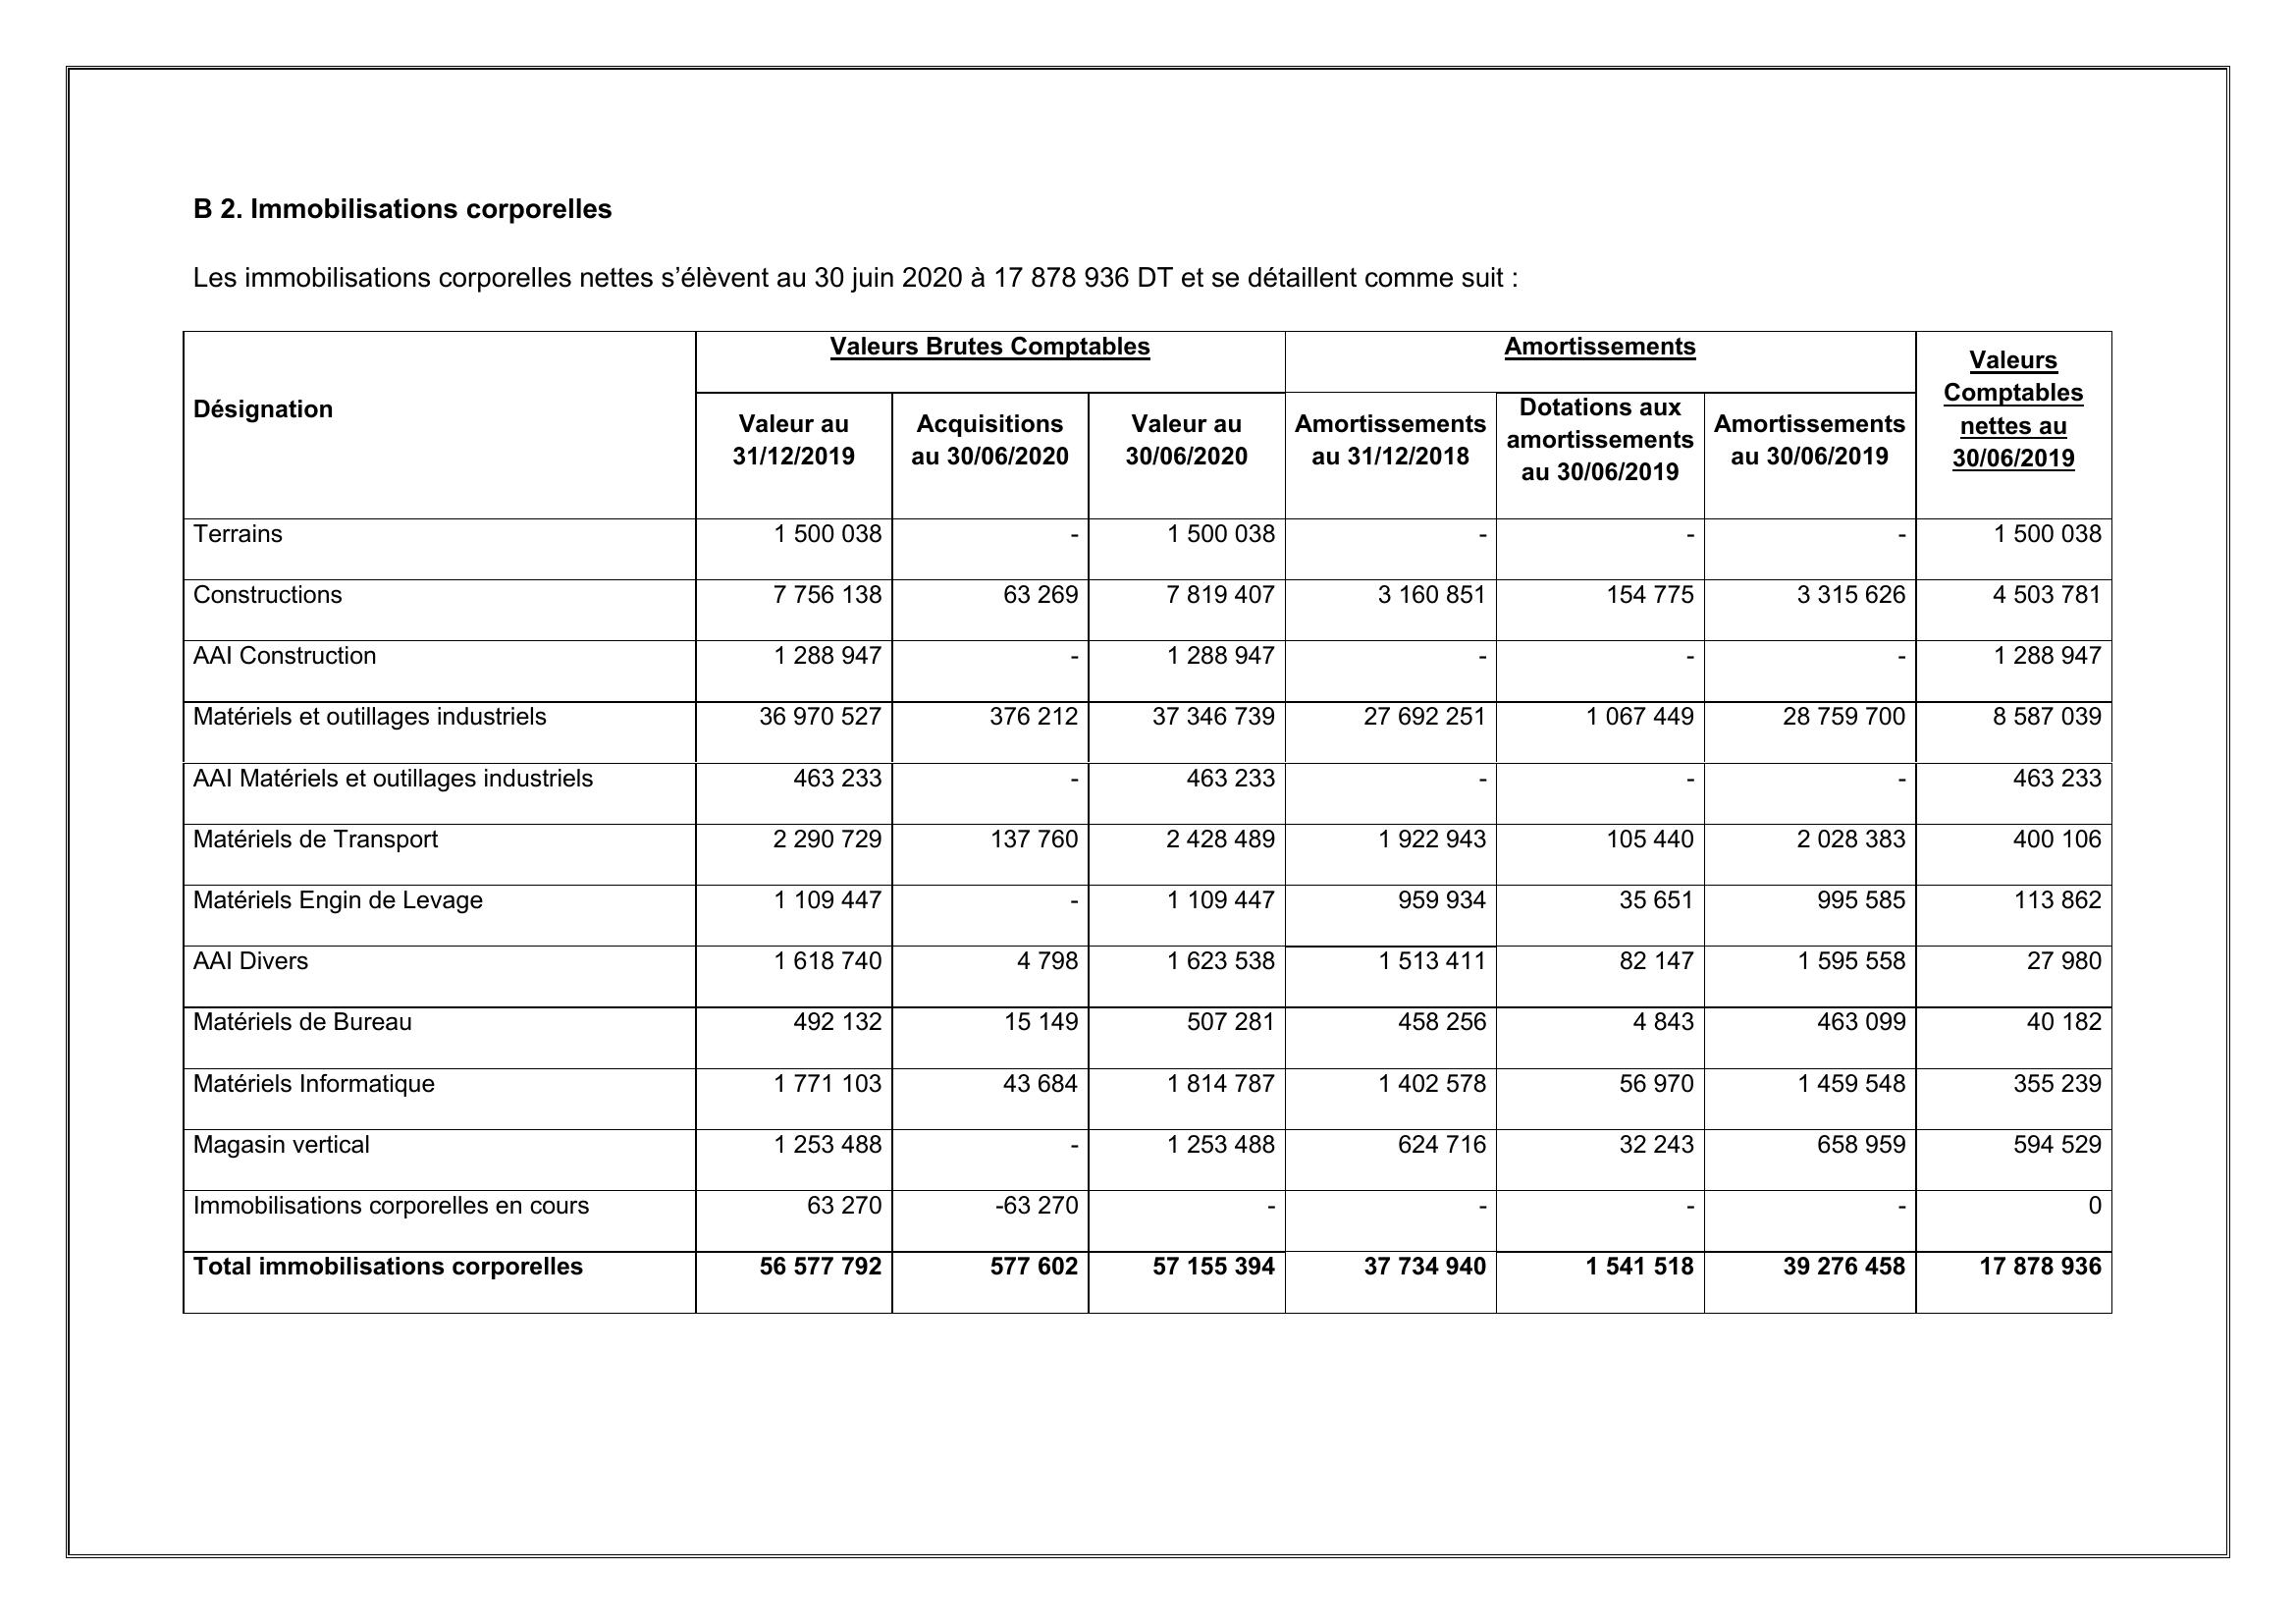 B 2. Immobilisations corporelles
Les immobilisations corporelles nettes s’élèvent au 30 juin 2020 à 17 878 936 DT et se détaillent comme suit :
Désignation
Valeurs Brutes Comptables
Amortissements
Valeurs
Comptables
nettes au
30/06/2019
Valeur au
31/12/2019
Acquisitions
au 30/06/2020
Valeur au
30/06/2020
Amortissements
au 31/12/2018
Dotations aux
amortissements
au 30/06/2019
Amortissements
au 30/06/2019
Terrains 1 500 038 - 1 500 038 - - - 1 500 038
Constructions 7 756 138 63 269 7 819 407 3 160 851 154 775 3 315 626 4 503 781
AAI Construction 1 288 947 - 1 288 947 - - - 1 288 947
Matériels et outillages industriels 36 970 527 376 212 37 346 739 27 692 251 1 067 449 28 759 700 8 587 039
AAI Matériels et outillages industriels 463 233 - 463 233 - - - 463 233
Matériels de Transport 2 290 729 137 760 2 428 489 1 922 943 105 440 2 028 383 400 106
Matériels Engin de Levage 1 109 447 - 1 109 447 959 934 35 651 995 585 113 862
AAI Divers 1 618 740 4 798 1 623 538 1 513 411 82 147 1 595 558 27 980
Matériels de Bureau 492 132 15 149 507 281 458 256 4 843 463 099 40 182
Matériels Informatique 1 771 103 43 684 1 814 787 1 402 578 56 970 1 459 548 355 239
Magasin vertical 1 253 488 - 1 253 488 624 716 32 243 658 959 594 529
Immobilisations corporelles en cours 63 270 -63 270 - - - - 0
Total immobilisations corporelles 56 577 792 577 602 57 155 394 37 734 940 1 541 518 39 276 458 17 878 936